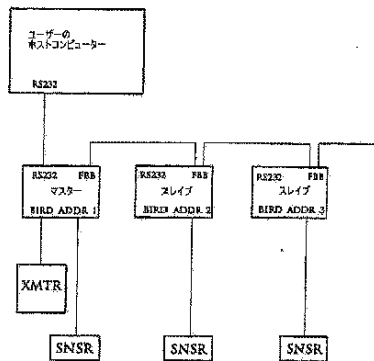 ユーザーの
ホストコンピューター
RS232
RS232 FBB
マスター
BIRD ADDR 1
RS232 FBB
スレイブ
BIRD ADDR 2
RS232 FBB
スレイブ
BIRD ADDR 3
XMTR
SNSR
SNSR
SNSR